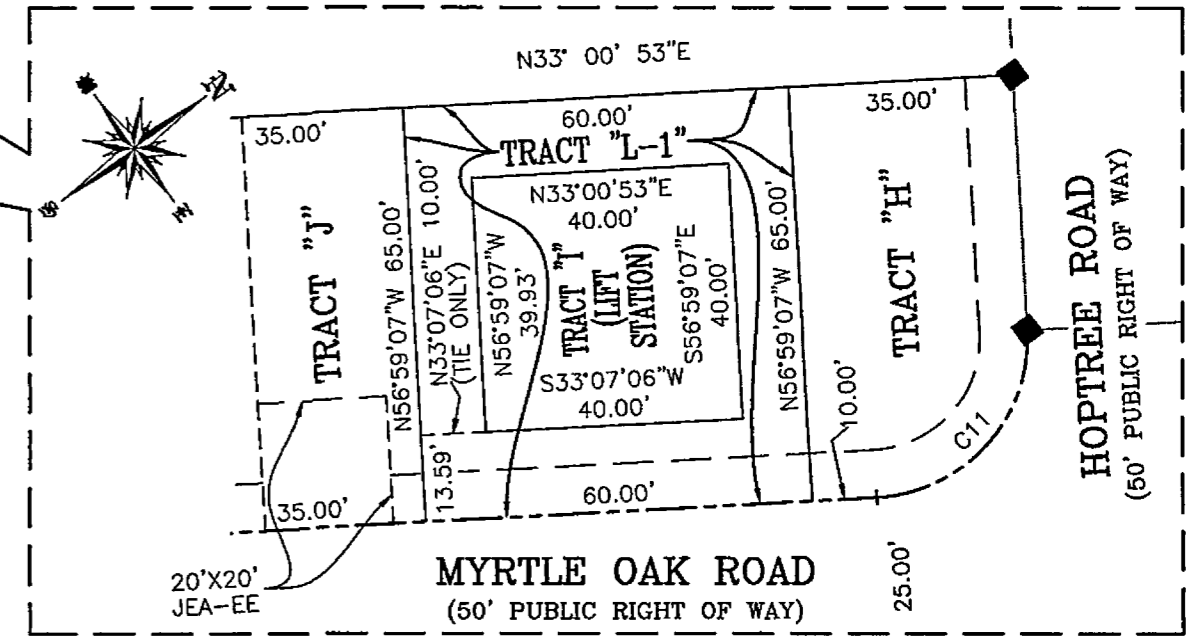 N33° 00' 53"E
35.00'
60.00'
35.00'
TRACT "L-1"
N33°00'53"E
40.00'
TRACT "J"
N56°59'07"W 65.00'
N33°07'06"E 10.00'
(TIE ONLY)
N56°59'07"W
39.93'
TRACT "I"
(LIFT
STATION)
S56°59'07"E
40.00'
N56°59'07"W 65.00'
TRACT "H"
S33°07'06"W
40.00'
10.00'
C11
HOPTREE ROAD
(50' PUBLIC RIGHT OF WAY)
13.59'
35.00'
60.00'
20'X20'
JEA-EE
MYRTLE OAK ROAD
(50' PUBLIC RIGHT OF WAY)
25.00'